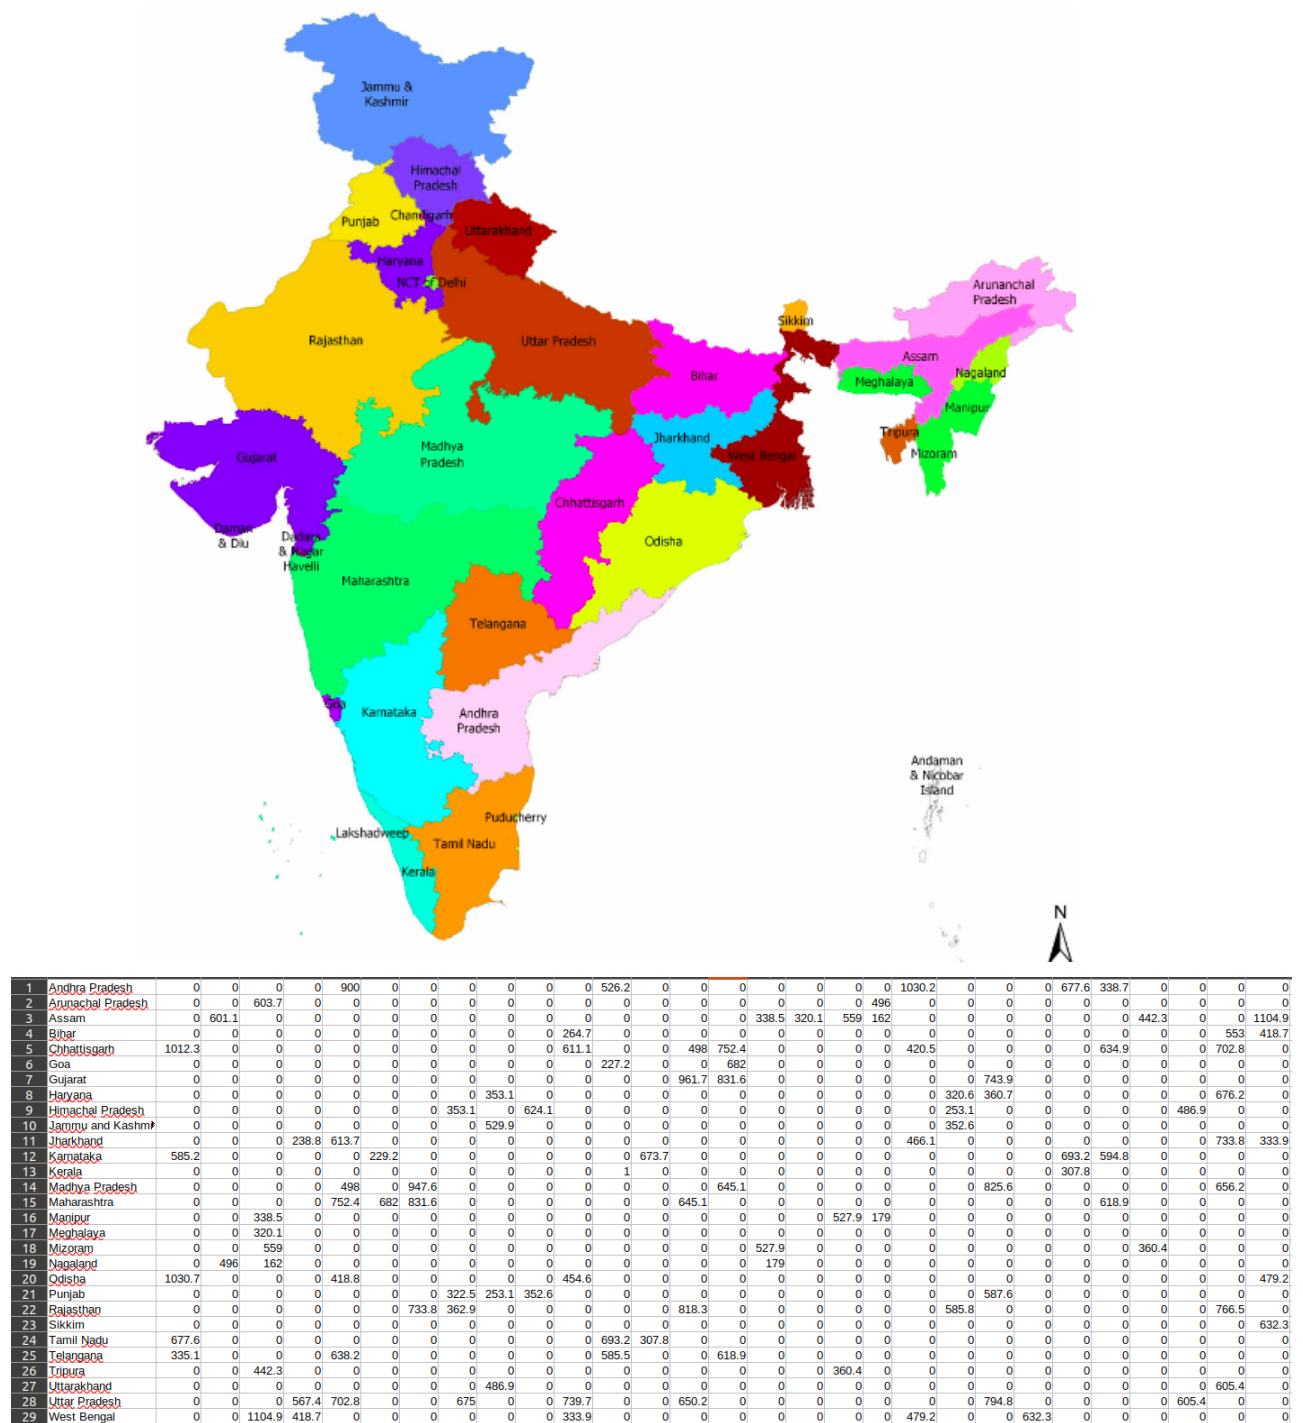 Jammu &
Kashmir
Himachal
Pradesh
Punjab
Chandigarh
Uttarakhand
Haryana
NCT of Delhi
Arunanchal
Pradesh
Sikkim
Rajasthan
Uttar Pradesh
Assam
Bihar
Nagaland
Meghalaya
Manipur
Tripura
Jharkhand
Madhya
Pradesh
West Bengal
Mizoram
Gujarat
Chhattisgarh
Daman
& Diu
Dadara
& Nagar
Havelli
Odisha
Maharashtra
Telangana
Goa
Karnataka
Andhra
Pradesh
Andaman
& Nicobar
Island
Puducherry
Lakshadweep
Tamil Nadu
Kerala
N
1 Andhra Pradesh 0 0 0 0 900 0 0 0 0 0 0 526.2 0 0 0 0 0 0 0 1030.2 0 0 0 677.6 338.7 0 0 0 0
2 Arunachal Pradesh 0 0 603.7 0 0 0 0 0 0 0 0 0 0 0 0 0 0 0 496 0 0 0 0 0 0 0 0 0 0
3 Assam 0 601.1 0 0 0 0 0 0 0 0 0 0 0 0 0 338.5 320.1 559 162 0 0 0 0 0 0 442.3 0 0 1104.9
4 Bihar 0 0 0 0 0 0 0 0 0 0 264.7 0 0 0 0 0 0 0 0 0 0 0 0 0 0 0 0 553 418.7
5 Chhattisgarh 1012.3 0 0 0 0 0 0 0 0 0 611.1 0 0 498 752.4 0 0 0 0 420.5 0 0 0 0 634.9 0 0 702.8 0
6 Goa 0 0 0 0 0 0 0 0 0 0 0 227.2 0 0 682 0 0 0 0 0 0 0 0 0 0 0 0 0 0
7 Gujarat 0 0 0 0 0 0 0 0 0 0 0 0 0 961.7 831.6 0 0 0 0 0 0 743.9 0 0 0 0 0 0 0
8 Haryana 0 0 0 0 0 0 0 0 353.1 0 0 0 0 0 0 0 0 0 0 0 320.6 360.7 0 0 0 0 0 676.2 0
9 Himachal Pradesh 0 0 0 0 0 0 0 353.1 0 624.1 0 0 0 0 0 0 0 0 0 0 253.1 0 0 0 0 0 486.9 0 0
10 Jammu and Kashmi 0 0 0 0 0 0 0 0 529.9 0 0 0 0 0 0 0 0 0 0 0 352.6 0 0 0 0 0 0 0 0
11 Jharkhand 0 0 0 238.8 613.7 0 0 0 0 0 0 0 0 0 0 0 0 0 0 466.1 0 0 0 0 0 0 0 733.8 333.9
12 Karnataka 585.2 0 0 0 0 229.2 0 0 0 0 0 0 673.7 0 0 0 0 0 0 0 0 0 0 693.2 594.8 0 0 0 0
13 Kerala 0 0 0 0 0 0 0 0 0 0 0 1 0 0 0 0 0 0 0 0 0 0 0 307.8 0 0 0 0 0
14 Madhya Pradesh 0 0 0 0 498 0 947.6 0 0 0 0 0 0 0 645.1 0 0 0 0 0 0 825.6 0 0 0 0 0 656.2 0
15 Maharashtra 0 0 0 0 752.4 682 831.6 0 0 0 0 0 0 645.1 0 0 0 0 0 0 0 0 0 0 618.9 0 0 0 0
16 Manipur 0 0 338.5 0 0 0 0 0 0 0 0 0 0 0 0 0 0 527.9 179 0 0 0 0 0 0 0 0 0 0
17 Meghalaya 0 0 320.1 0 0 0 0 0 0 0 0 0 0 0 0 0 0 0 0 0 0 0 0 0 0 0 0 0 0
18 Mizoram 0 0 559 0 0 0 0 0 0 0 0 0 0 0 0 527.9 0 0 0 0 0 0 0 0 0 360.4 0 0 0
19 Nagaland 0 496 162 0 0 0 0 0 0 0 0 0 0 0 0 179 0 0 0 0 0 0 0 0 0 0 0 0 0
20 Odisha 1030.7 0 0 0 418.8 0 0 0 0 0 454.6 0 0 0 0 0 0 0 0 0 0 0 0 0 0 0 0 0 479.2
21 Punjab 0 0 0 0 0 0 0 322.5 253.1 352.6 0 0 0 0 0 0 0 0 0 0 0 587.6 0 0 0 0 0 0 0
22 Rajasthan 0 0 0 0 0 0 733.8 362.9 0 0 0 0 0 818.3 0 0 0 0 0 0 585.8 0 0 0 0 0 0 766.5 0
23 Sikkim 0 0 0 0 0 0 0 0 0 0 0 0 0 0 0 0 0 0 0 0 0 0 0 0 0 0 0 0 632.3
24 Tamil Nadu 677.6 0 0 0 0 0 0 0 0 0 0 693.2 307.8 0 0 0 0 0 0 0 0 0 0 0 0 0 0 0 0
25 Telangana 335.1 0 0 0 638.2 0 0 0 0 0 0 585.5 0 0 618.9 0 0 0 0 0 0 0 0 0 0 0 0 0 0
26 Tripura 0 0 442.3 0 0 0 0 0 0 0 0 0 0 0 0 0 0 360.4 0 0 0 0 0 0 0 0 0 0 0
27 Uttarakhand 0 0 0 0 0 0 0 0 486.9 0 0 0 0 0 0 0 0 0 0 0 0 0 0 0 0 0 0 605.4 0
28 Uttar Pradesh 0 0 0 567.4 702.8 0 0 675 0 0 739.7 0 0 650.2 0 0 0 0 0 0 0 794.8 0 0 0 0 605.4 0 0
29 West Bengal 0 0 1104.9 418.7 0 0 0 0 0 0 333.9 0 0 0 0 0 0 0 0 479.2 0 0 632.3 0 0 0 0 0 0